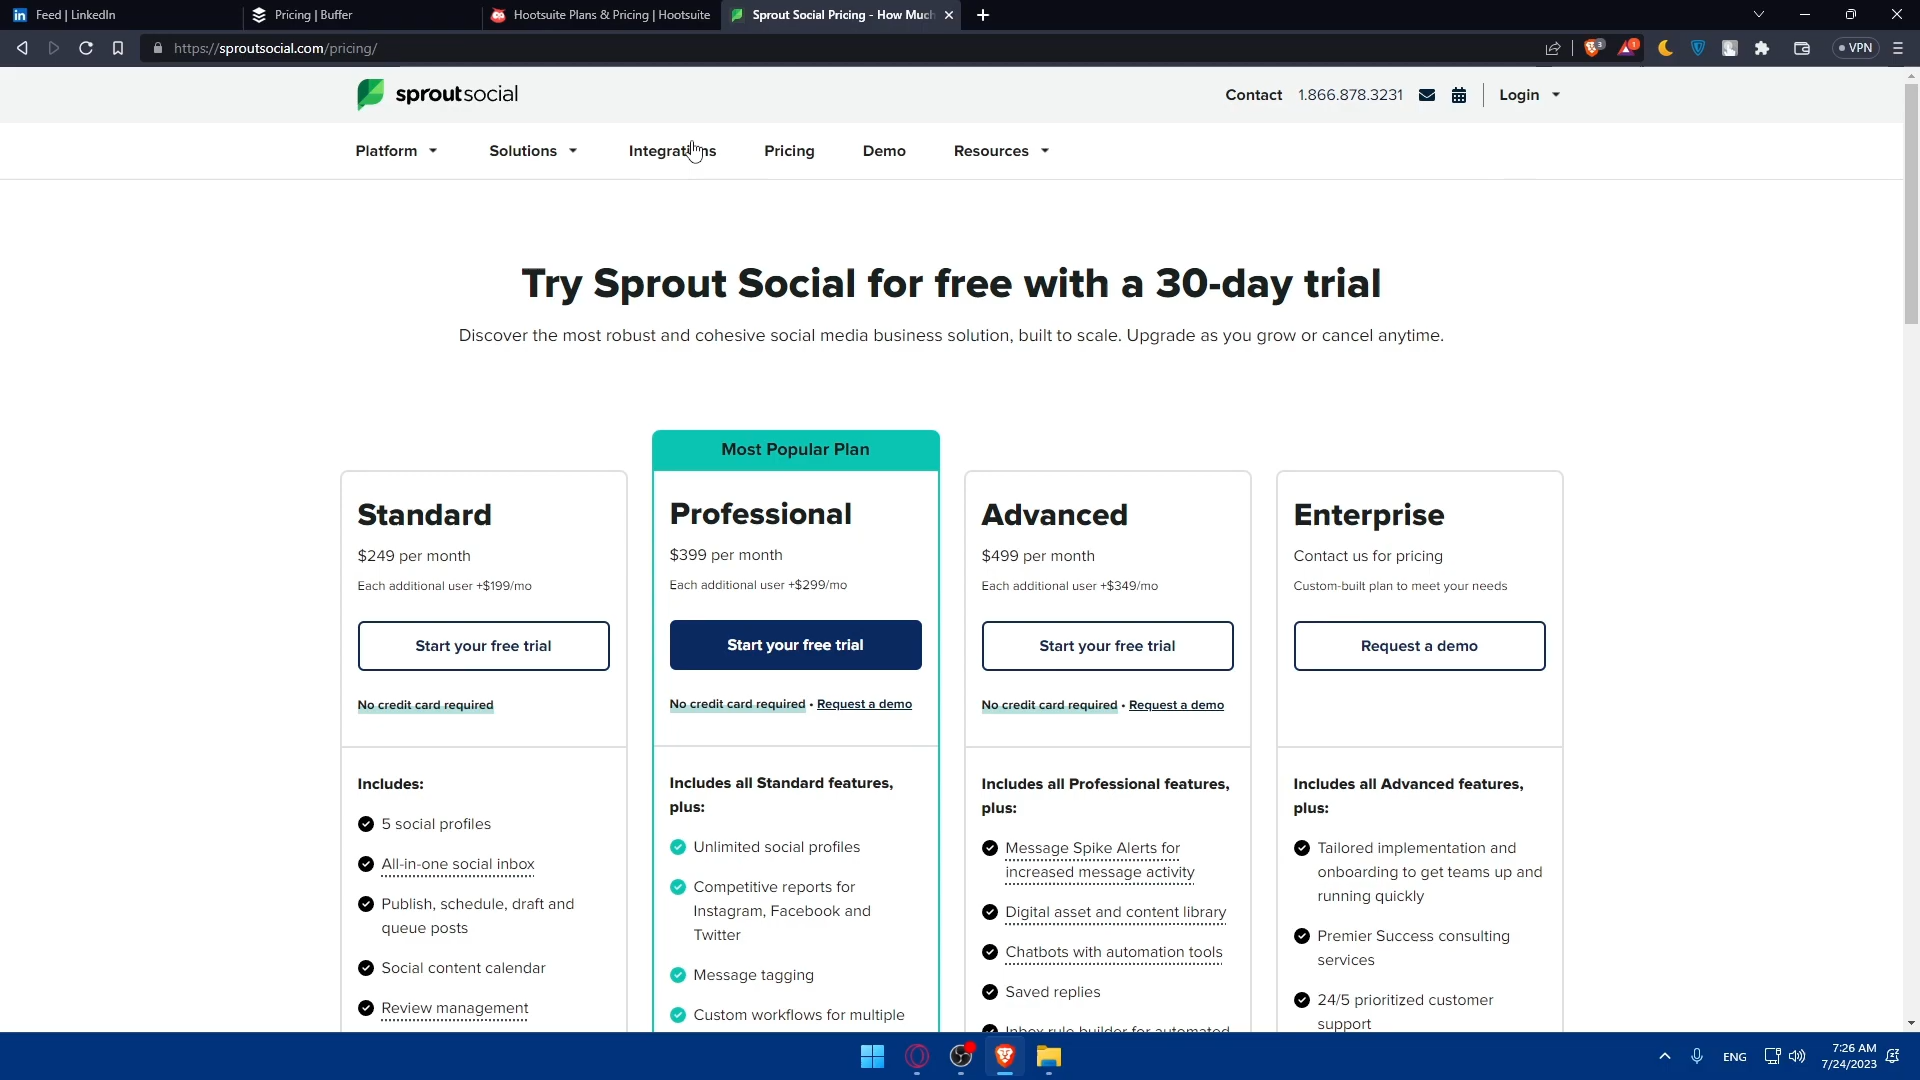 Feed | LinkedIn
Pricing | Buffer
Hootsuite Plans & Pricing | Hootsuite
Sprout Social Pricing - How Much
https://sproutsocial.com/pricing/
3
1
VPN
sproutsocial
Contact 1.866.878.3231
Login
Platform
Solutions
Integrations
Pricing
Demo
Resources
Try Sprout Social for free with a 30-day trial
Discover the most robust and cohesive social media business solution, built to scale. Upgrade as you grow or cancel anytime.
Standard
$249 per month
Each additional user +$199/mo
Start your free trial
No credit card required
Includes:
5 social profiles
All-in-one social inbox
Publish, schedule, draft and
queue posts
Social content calendar
Review management
Most Popular Plan
Professional
$399 per month
Each additional user +$299/mo
Start your free trial
No credit card required • Request a demo
Includes all Standard features,
plus:
Unlimited social profiles
Competitive reports for
Instagram, Facebook and
Twitter
Message tagging
Custom workflows for multiple
Advanced
$499 per month
Each additional user +$349/mo
Start your free trial
No credit card required • Request a demo
Includes all Professional features,
plus:
Message Spike Alerts for
increased message activity
Digital asset and content library
Chatbots with automation tools
Saved replies
Inbox rule builder for automated
Enterprise
Contact us for pricing
Custom-built plan to meet your needs
Request a demo
Includes all Advanced features,
plus:
Tailored implementation and
onboarding to get teams up and
running quickly
Premier Success consulting
services
24/5 prioritized customer
support
ENG
7:26 AM
7/24/2023